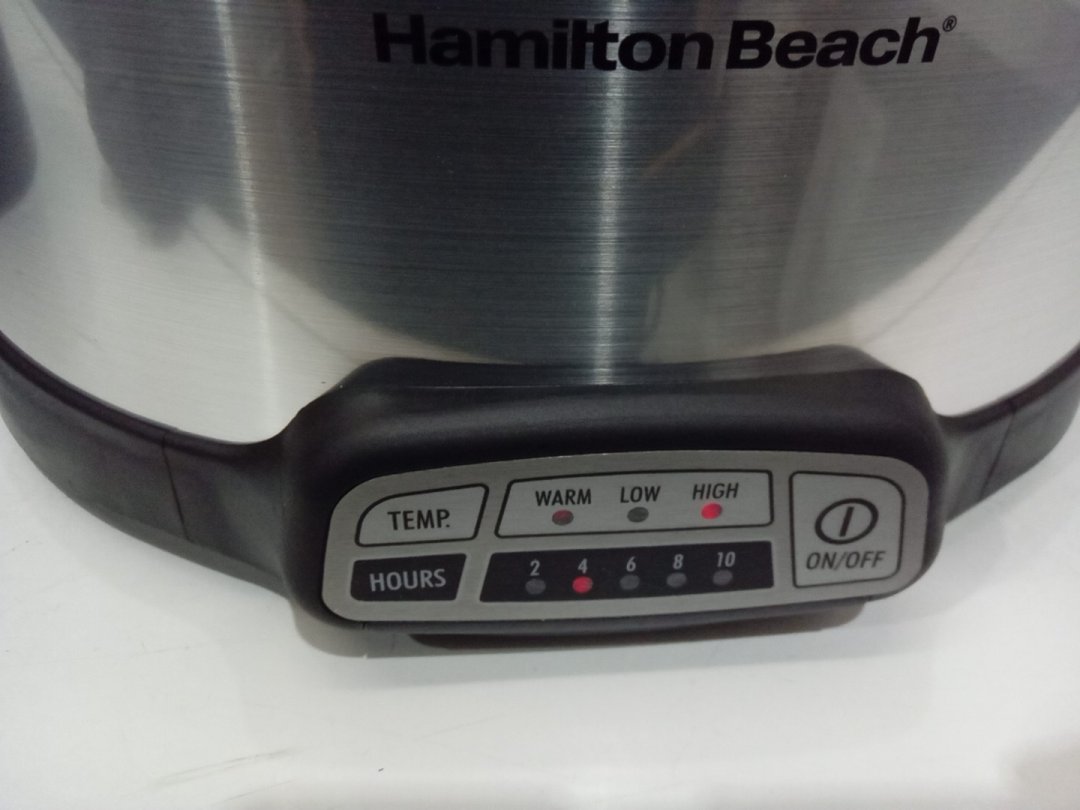 Hamilton Beach®
TEMP.
WARM LOW HIGH
HOURS
2 4 6 8 10
ON/OFF